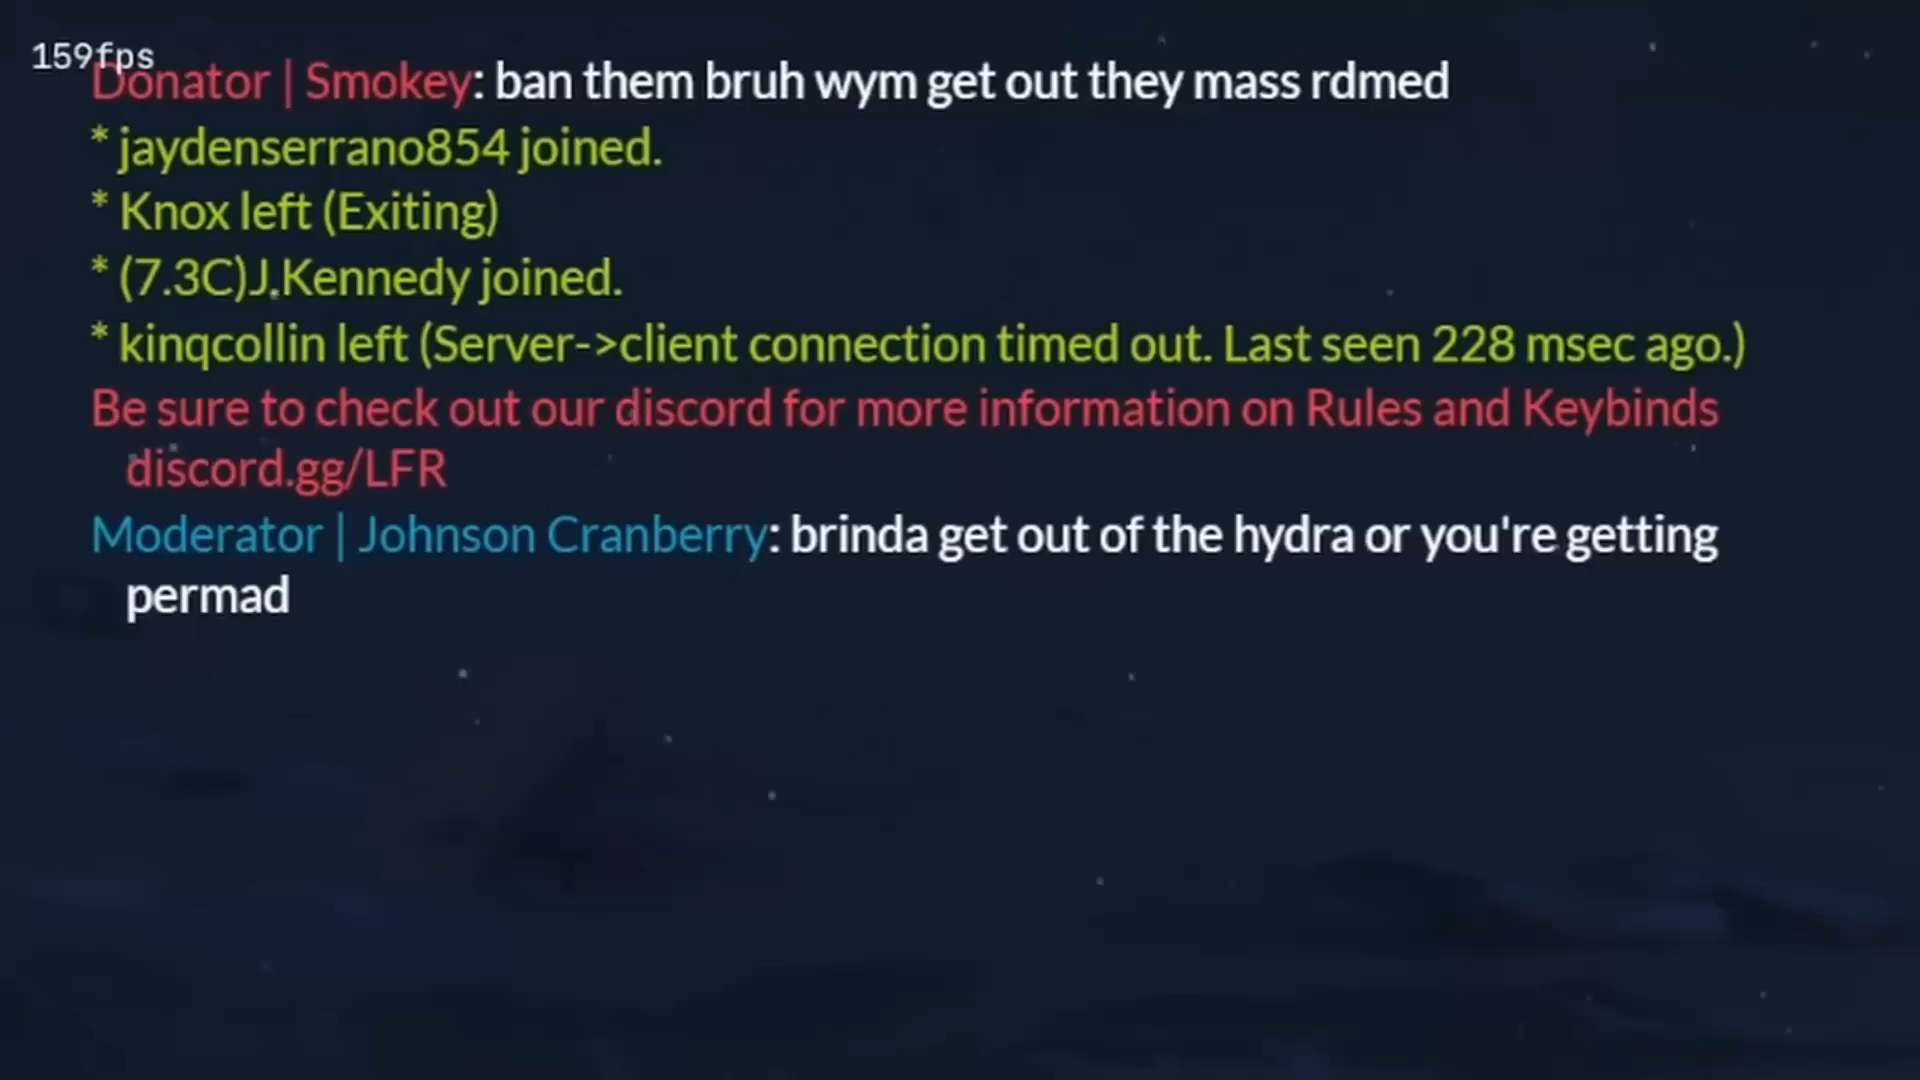 159fps
Donator | Smokey: ban them bruh wym get out they mass rdmed
* jaydenserrano854 joined.
* Knox left (Exiting)
* (7.3C)J.Kennedy joined.
* kinqcollin left (Server->client connection timed out. Last seen 228 msec ago.)
Be sure to check out our discord for more information on Rules and Keybinds
discord.gg/LFR
Moderator | Johnson Cranberry: brinda get out of the hydra or you're getting
permad